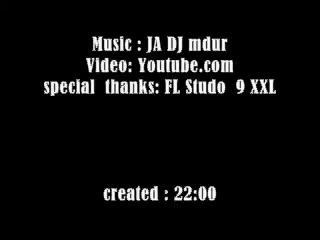 Music : JA DJ mdur
Video: Youtube.com
special thanks: FL Studo 9 XXL
created : 22:00